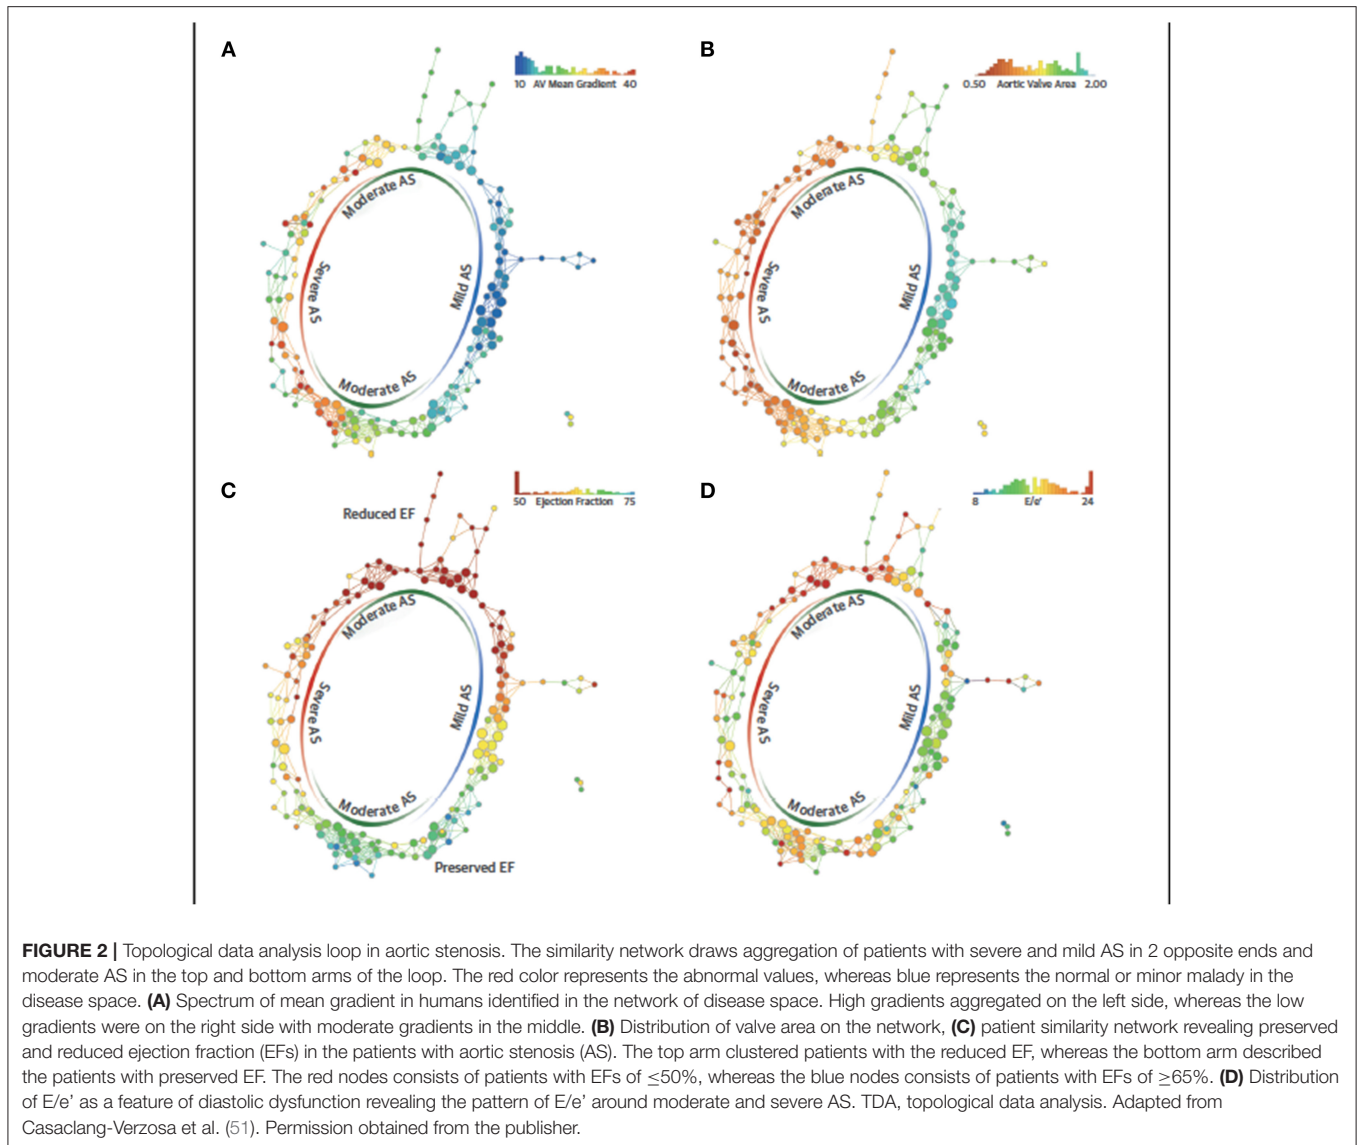 A
10 AV Mean Gradient 40
Moderate AS
Severe AS
Mild AS
Moderate AS
B
0.50 Aortic Valve Area 2.00
Moderate AS
Severe AS
Mild AS
Moderate AS
C
50 Ejection Fraction 75
Reduced EF
Moderate AS
Severe AS
Mild AS
Moderate AS
Preserved EF
D
8 E/e' 24
Moderate AS
Severe AS
Mild AS
Moderate AS
FIGURE 2 | Topological data analysis loop in aortic stenosis. The similarity network draws aggregation of patients with severe and mild AS in 2 opposite ends and
moderate AS in the top and bottom arms of the loop. The red color represents the abnormal values, whereas blue represents the normal or minor malady in the
disease space. (A) Spectrum of mean gradient in humans identified in the network of disease space. High gradients aggregated on the left side, whereas the low
gradients were on the right side with moderate gradients in the middle. (B) Distribution of valve area on the network, (C) patient similarity network revealing preserved
and reduced ejection fraction (EFs) in the patients with aortic stenosis (AS). The top arm clustered patients with the reduced EF, whereas the bottom arm described
the patients with preserved EF. The red nodes consists of patients with EFs of ≤50%, whereas the blue nodes consists of patients with EFs of ≥65%. (D) Distribution
of E/e’ as a feature of diastolic dysfunction revealing the pattern of E/e’ around moderate and severe AS. TDA, topological data analysis. Adapted from
Casaclang-Verzosa et al. (51). Permission obtained from the publisher.